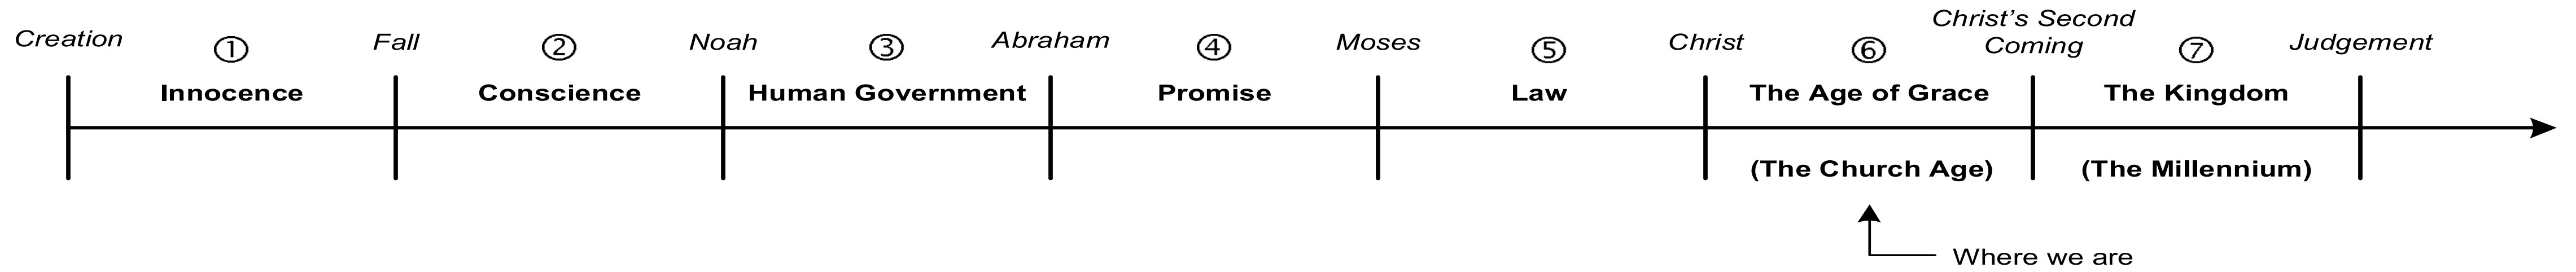 Creation ① Fall ② Noah ③ Abraham ④ Moses ⑤ Christ ⑥ Christ’s Second
Coming ⑦ Judgement
Innocence Conscience Human Government Promise Law The Age of Grace The Kingdom
(The Church Age) (The Millennium)
Where we are